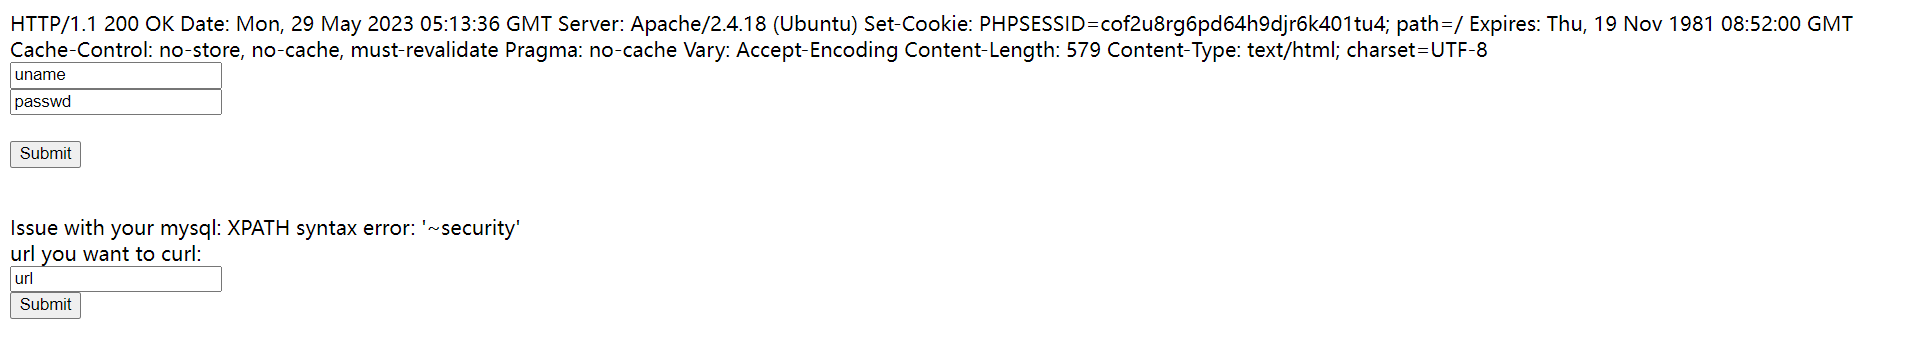 HTTP/1.1 200 OK Date: Mon, 29 May 2023 05:13:36 GMT Server: Apache/2.4.18 (Ubuntu) Set-Cookie: PHPSESSID=cof2u8rg6pd64h9djr6k401tu4; path=/ Expires: Thu, 19 Nov 1981 08:52:00 GMT
Cache-Control: no-store, no-cache, must-revalidate Pragma: no-cache Vary: Accept-Encoding Content-Length: 579 Content-Type: text/html; charset=UTF-8
uname
passwd
Submit
Issue with your mysql: XPATH syntax error: '~security'
url you want to curl:
url
Submit